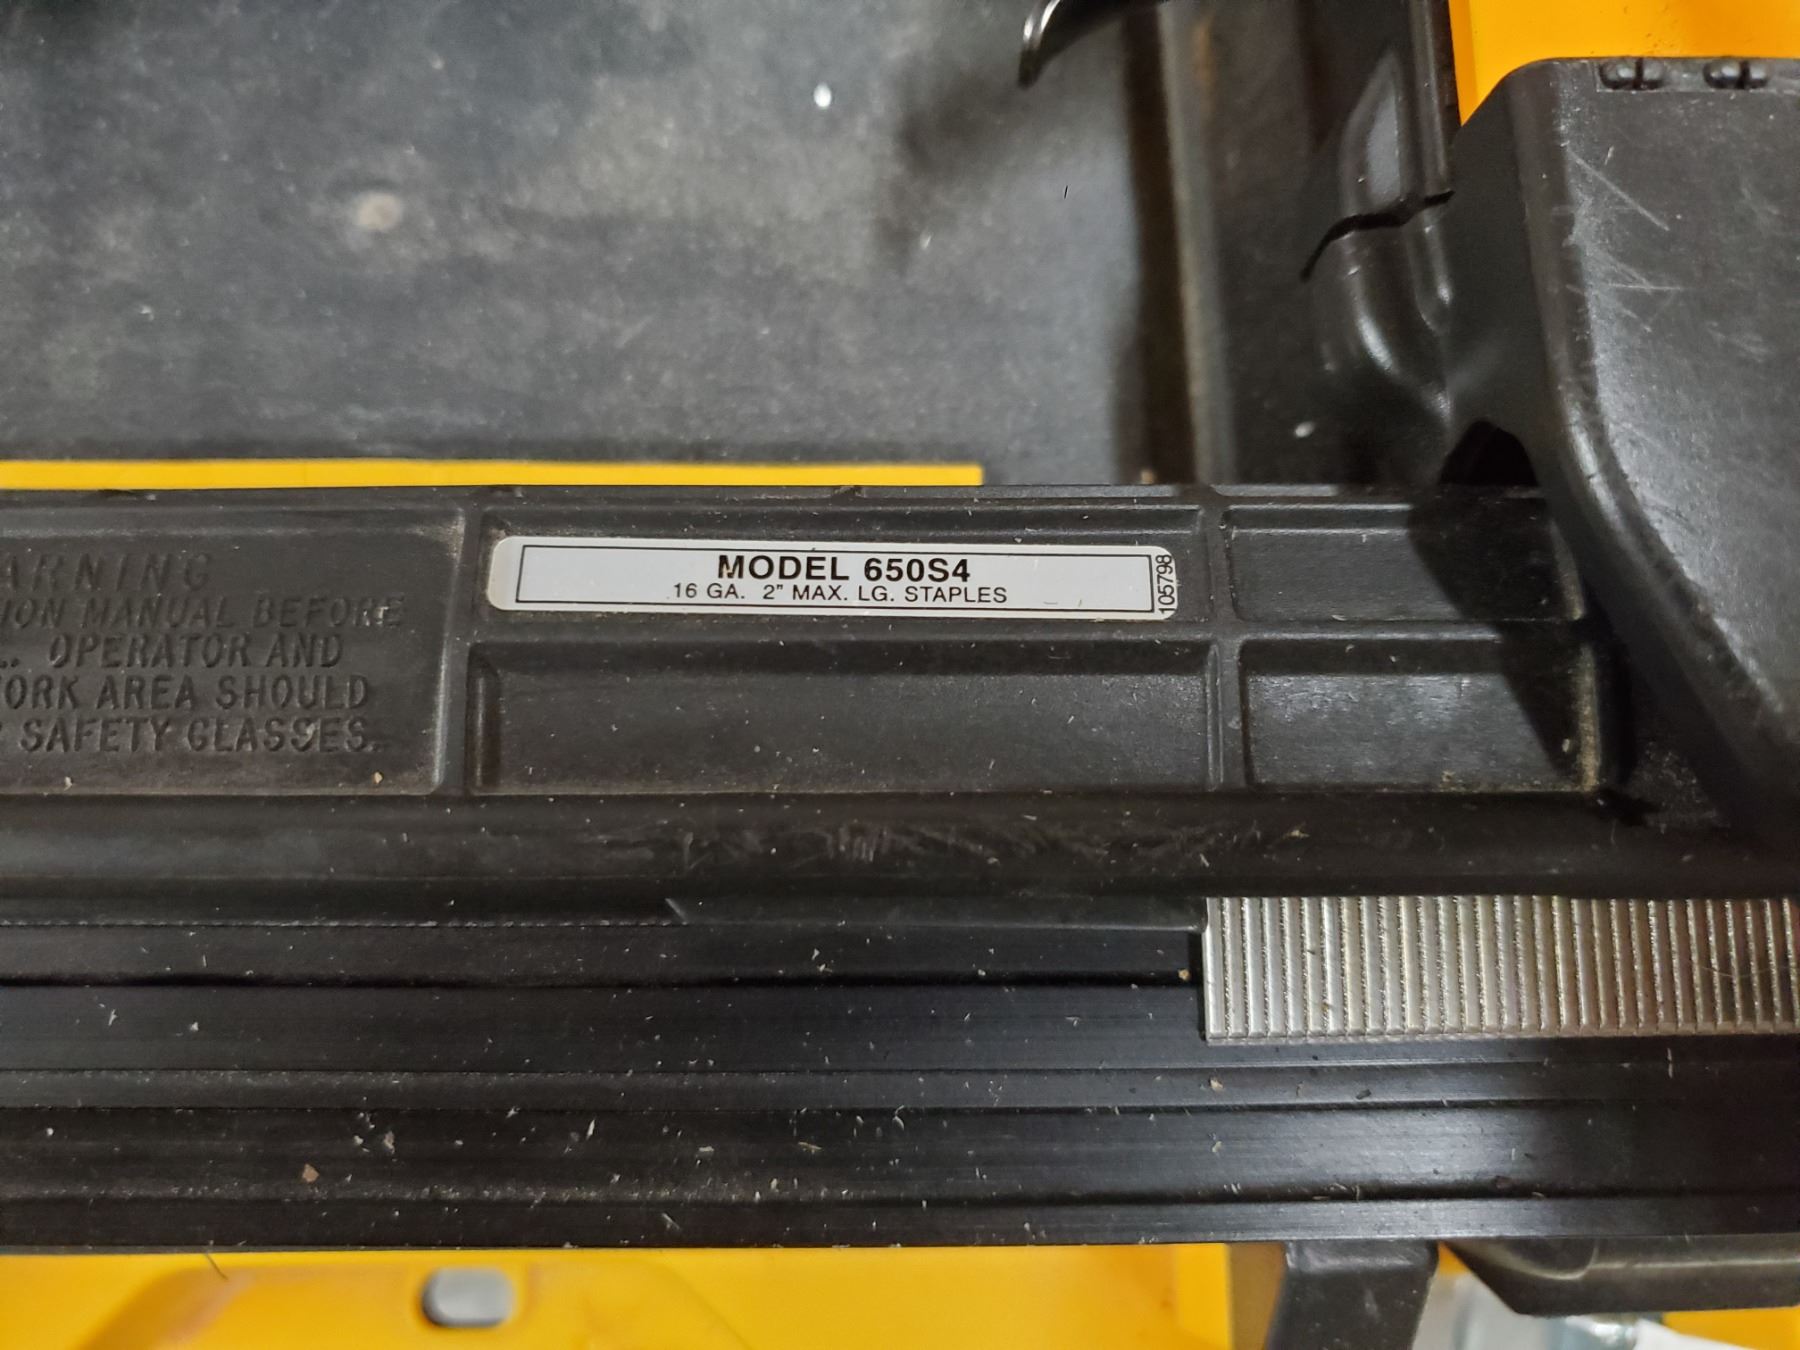 ARNING
ION MANUAL BEFORE
OPERATOR AND
ORK AREA SHOULD
SAFETY GLASSES.
MODEL 650S4
16 GA. 2" MAX. LG. STAPLES
105798